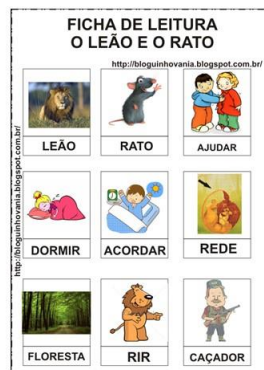 FICHA DE LEITURA
O LEÃO E O RATO
http://bloguinhovania.blogspot.com.br/
LEÃO
RATO
AJUDAR
DORMIR
ACORDAR
REDE
FLORESTA
RIR
CAÇADOR
http://bloguinhovania.blogspot.com.br/